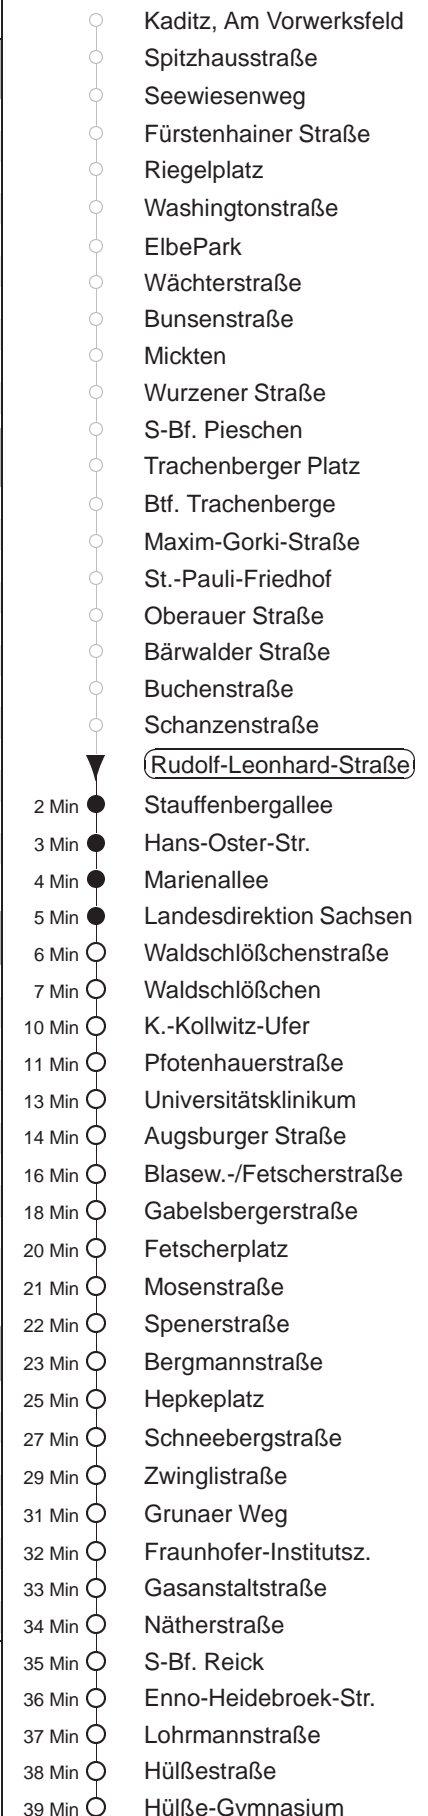 Kaditz, Am Vorwerksfeld
Spitzhausstraße
Seewiesenweg
Fürstenhainer Straße
Riegelplatz
Washingtonstraße
ElbePark
Wächterstraße
Bunsenstraße
Mickten
Wurzener Straße
S-Bf. Pieschen
Trachenberger Platz
Btf. Trachenberge
Maxim-Gorki-Straße
St.-Pauli-Friedhof
Oberauer Straße
Bärwalder Straße
Buchenstraße
Schanzenstraße
Rudolf-Leonhard-Straße
2 Min Stauffenbergallee
3 Min Hans-Oster-Str.
4 Min Marienallee
5 Min Landesdirektion Sachsen
6 Min Waldschlößchenstraße
7 Min Waldschlößchen
10 Min K.-Kollwitz-Ufer
11 Min Pfotenhauerstraße
13 Min Universitätsklinikum
14 Min Augsburger Straße
16 Min Blasew.-/Fetscherstraße
18 Min Gabelsbergerstraße
20 Min Fetscherplatz
21 Min Mosenstraße
22 Min Spenerstraße
23 Min Bergmannstraße
25 Min Hepkeplatz
27 Min Schneebergstraße
29 Min Zwinglistraße
31 Min Grunaer Weg
32 Min Fraunhofer-Institutsz.
33 Min Gasanstaltstraße
34 Min Nätherstraße
35 Min S-Bf. Reick
36 Min Enno-Heidebroek-Str.
37 Min Lohrmannstraße
38 Min Hülßestraße
39 Min Hülße-Gymnasium